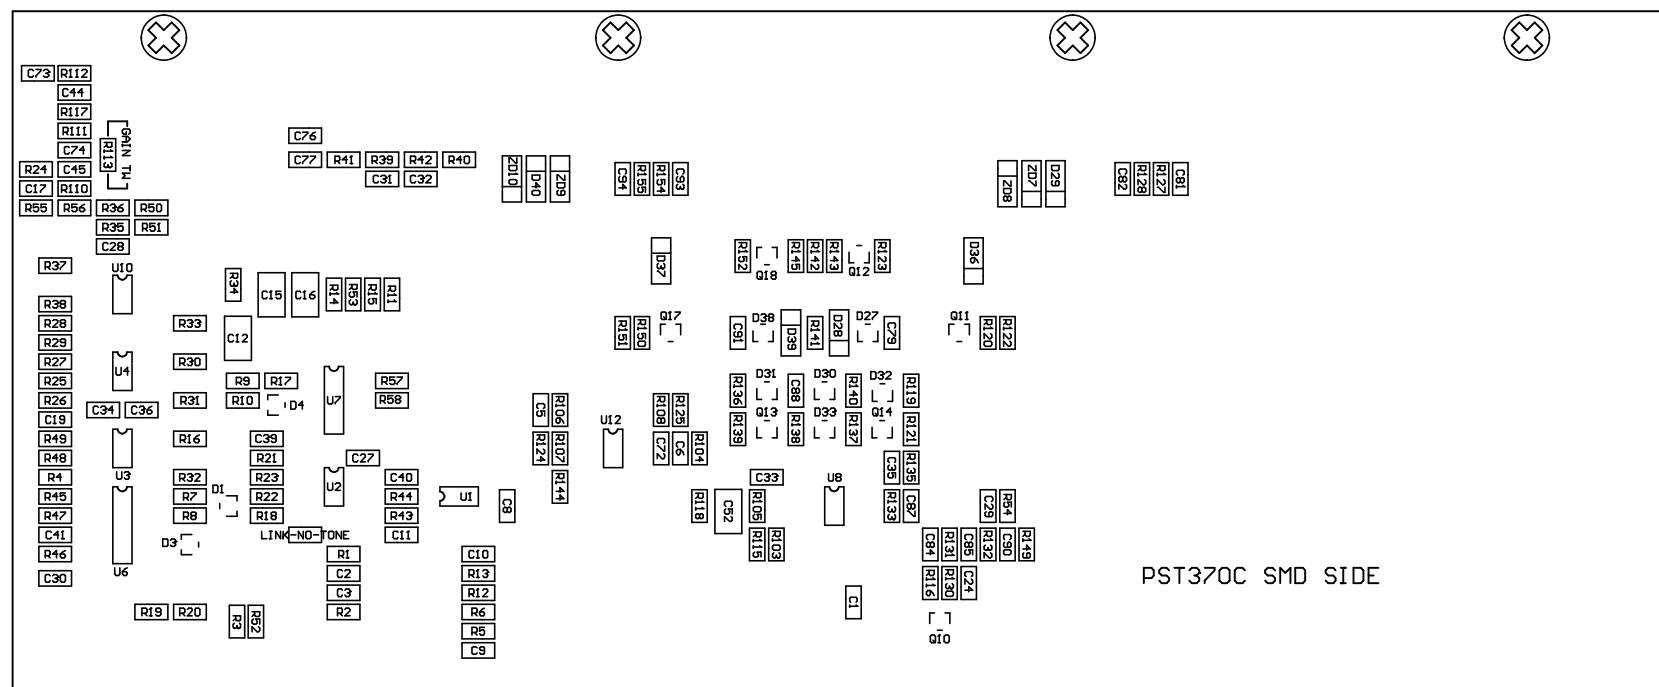 C73 R112
C44
R117
R111
GAIN TW
R113
C74
R24 C45
C17 R110
R55 R56 R36 R50
R35 R51
C28
C76
C77 R41 R39 R42 R40
C31 C32
ZD10 D40 ZD9
C94 R155 R154 C93
ZD8 ZD7 D29
C82 R128 R127 C81
R37 U10
R34 C15 C16 R14 R53 R15 R11
D37
R152 Q18 R145 R142 R143 Q12 R123
D36
R38
R28 R33
R29 C12
R27 U4 R30
R25 R9 R17 U7 R57
R26 R31 R10 D4 R58
C34 C36
C19
R151 R150 Q17
C91 D38 D39 R141 D28 D27 C79
Q11 R120 R122
R136 D31 C88 D30 R140 D32 R119
R139 Q13 R138 D33 R137 Q14 R121
C5 R106 U12 R108 R125
R124 R107 C72 C6 R104
R144
R49 R16 C39
R48 U3 R21 C27
R4 R32 R23 U2 C40
R45 R7 D1 R22 R44 U1 C8
R47 R8 R18 R43
C41 D3 LINK-NO-TONE C11
R46 U6 R1 C10
C30 C2 R13
C3 R12
R19 R20 R3 R52 R2 R6
R5
C9
C33 U8 C35 R135
R118 C52 R105 R133 C87 C29 R54
R115 R103 C84 R131 C85 R132 C90 R149
R116 R130 C24
C1 Q10
PST370C SMD SIDE